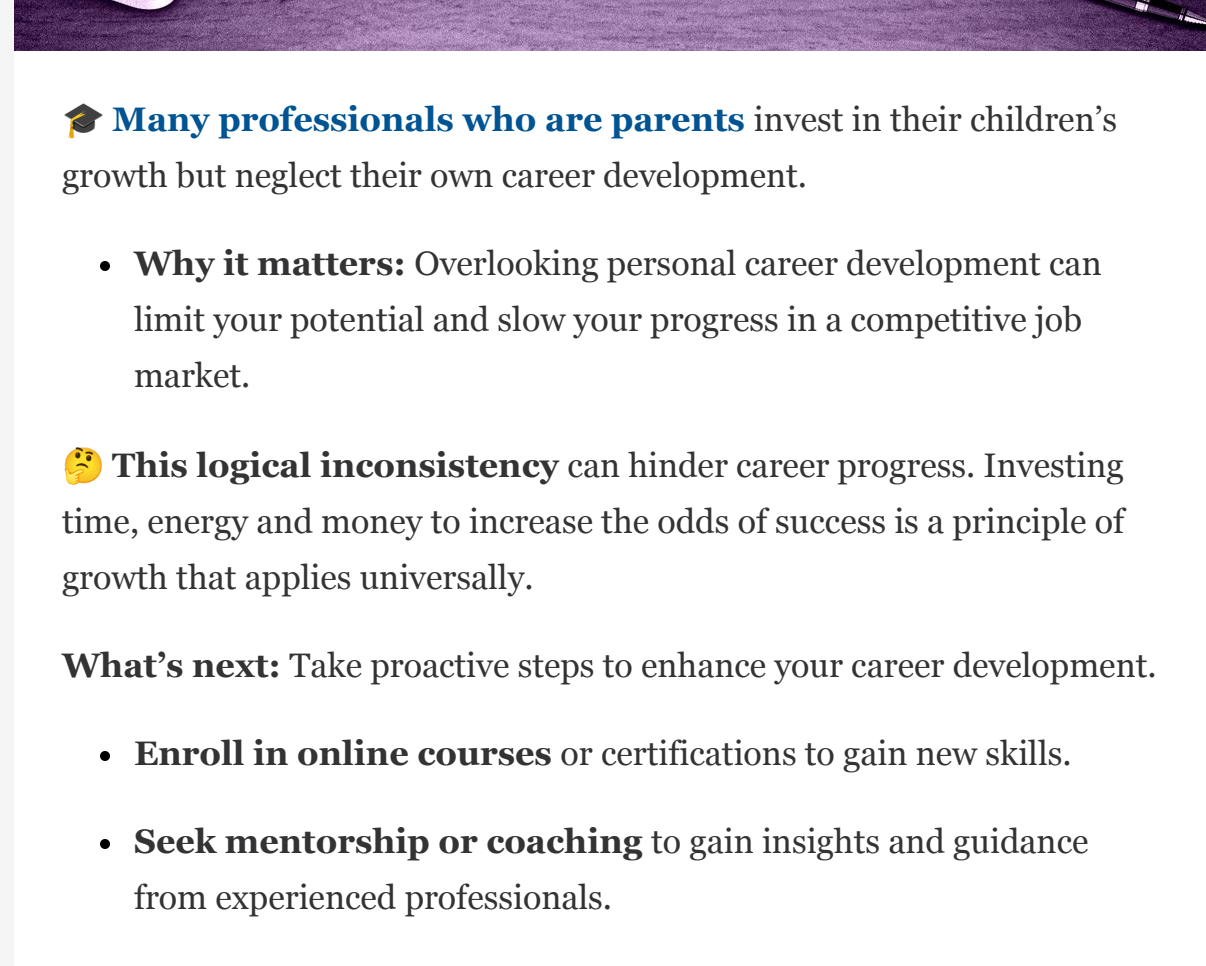 🎓 Many professionals who are parents invest in their children’s
growth but neglect their own career development.
• Why it matters: Overlooking personal career development can
limit your potential and slow your progress in a competitive job
market.
🤔 This logical inconsistency can hinder career progress. Investing
time, energy and money to increase the odds of success is a principle of
growth that applies universally.
What’s next: Take proactive steps to enhance your career development.
• Enroll in online courses or certifications to gain new skills.
• Seek mentorship or coaching to gain insights and guidance
from experienced professionals.